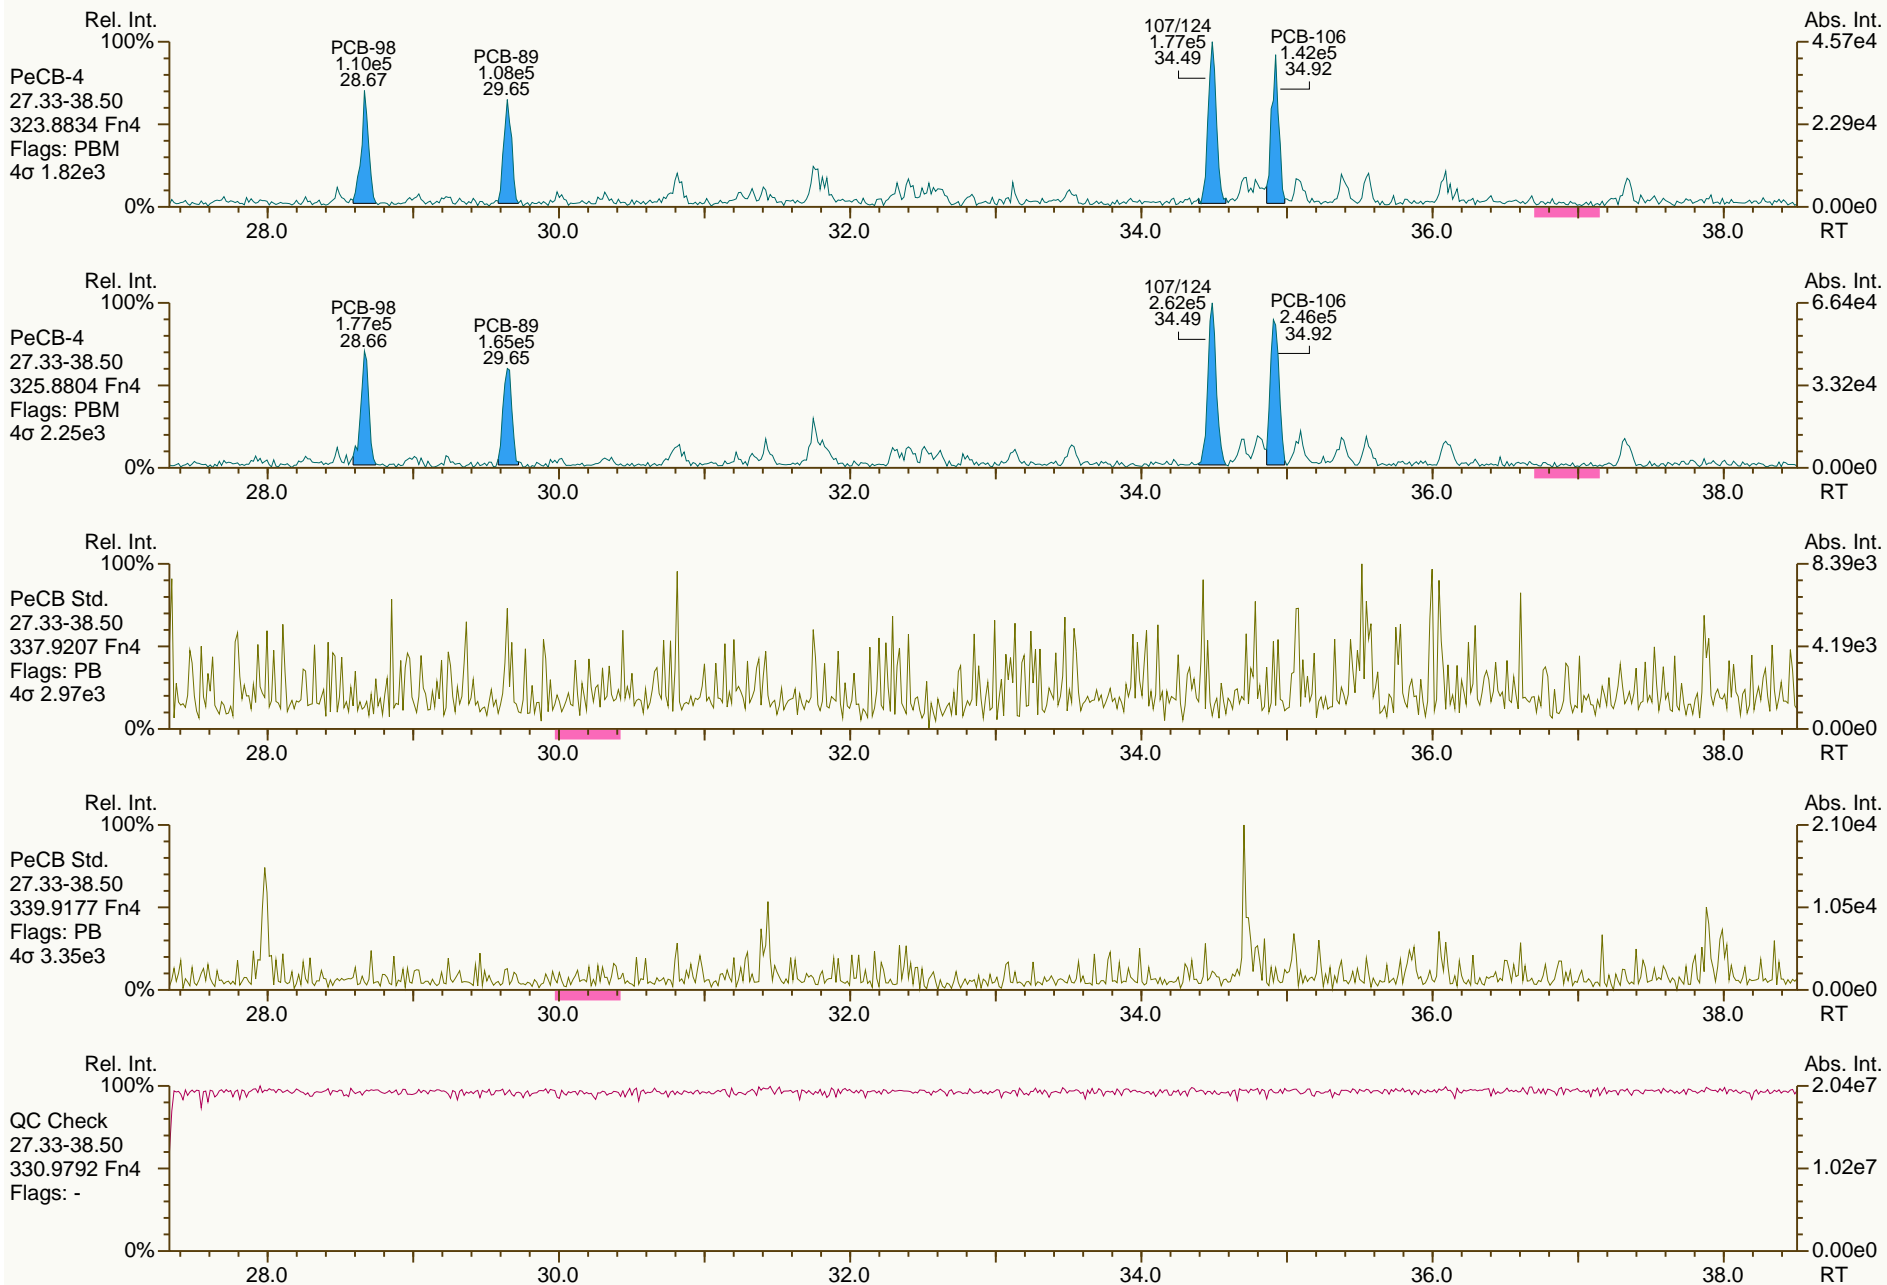 Rel. Int.
Abs. Int.
100%
4.57e4
2.29e4
0%
0.00e0
PeCB-4
27.33-38.50
323.8834 Fn4
Flags: PBM
4σ 1.82e3
PCB-98
1.10e5
28.67
PCB-89
1.08e5
29.65
107/124
1.77e5
34.49
PCB-106
1.42e5
34.92
28.0 30.0 32.0 34.0 36.0 38.0 RT
Rel. Int.
Abs. Int.
100%
6.64e4
3.32e4
0%
0.00e0
PeCB-4
27.33-38.50
325.8804 Fn4
Flags: PBM
4σ 2.25e3
PCB-98
1.77e5
28.66
PCB-89
1.65e5
29.65
107/124
2.62e5
34.49
PCB-106
2.46e5
34.92
28.0 30.0 32.0 34.0 36.0 38.0 RT
Rel. Int.
Abs. Int.
100%
8.39e3
4.19e3
0%
0.00e0
PeCB Std.
27.33-38.50
337.9207 Fn4
Flags: PB
4σ 2.97e3
28.0 30.0 32.0 34.0 36.0 38.0 RT
Rel. Int.
Abs. Int.
100%
2.10e4
1.05e4
0%
0.00e0
PeCB Std.
27.33-38.50
339.9177 Fn4
Flags: PB
4σ 3.35e3
28.0 30.0 32.0 34.0 36.0 38.0 RT
Rel. Int.
Abs. Int.
100%
2.04e7
1.02e7
0%
0.00e0
QC Check
27.33-38.50
330.9792 Fn4
Flags: -
28.0 30.0 32.0 34.0 36.0 38.0 RT